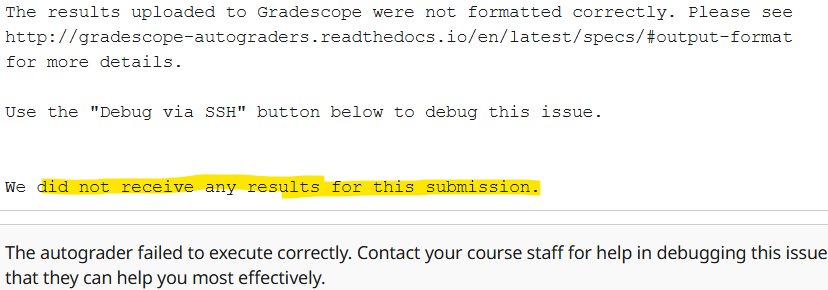 The results uploaded to Gradescope were not formatted correctly. Please see
http://gradescope-autograders.readthedocs.io/en/latest/specs/#output-format
for more details.
Use the "Debug via SSH" button below to debug this issue.
We did not receive any results for this submission.
The autograder failed to execute correctly. Contact your course staff for help in debugging this issue
that they can help you most effectively.